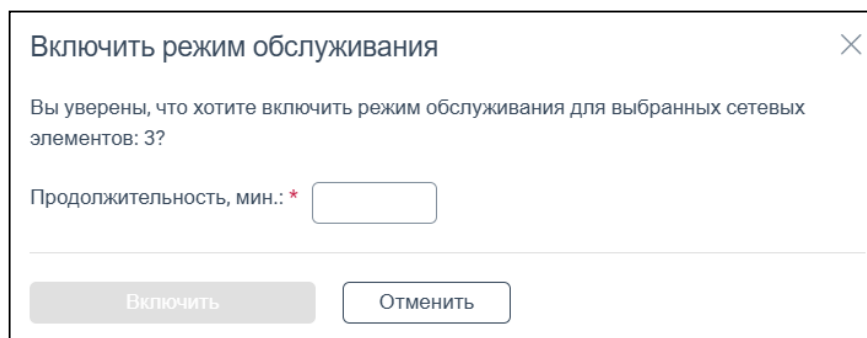 Включить режим обслуживания
Вы уверены, что хотите включить режим обслуживания для выбранных сетевых
элементов: 3?
Продолжительность, мин.: *
Включить
Отменить